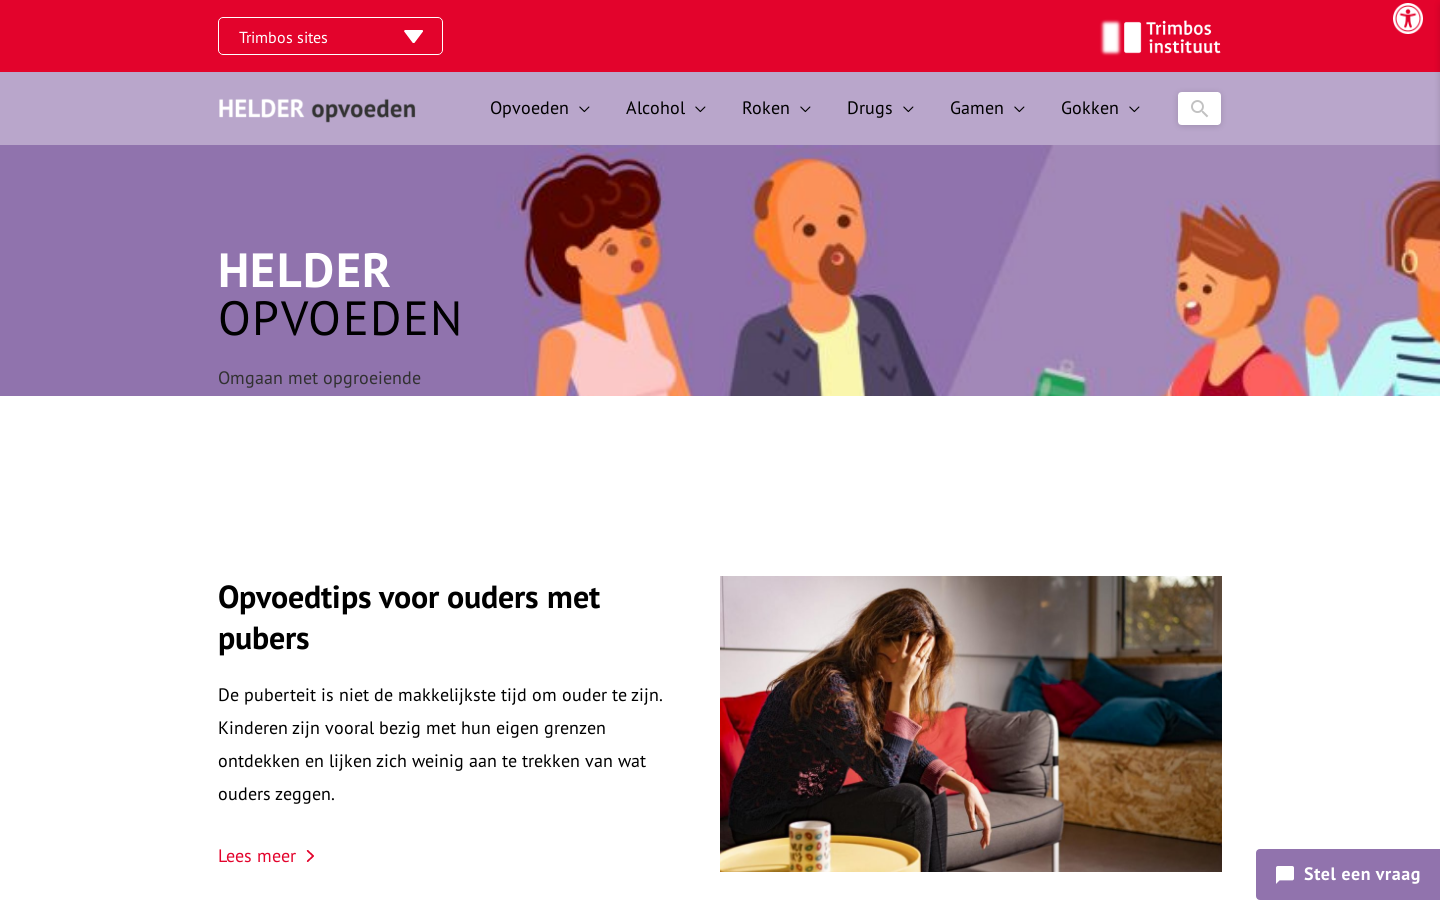 Trimbos sites
Trimbos
instituut
HELDER opvoeden
Opvoeden
Alcohol
Roken
Drugs
Gamen
Gokken
HELDER
OPVOEDEN
Omgaan met opgroeiende
Opvoedtips voor ouders met
pubers
De puberteit is niet de makkelijkste tijd om ouder te zijn.
Kinderen zijn vooral bezig met hun eigen grenzen
ontdekken en lijken zich weinig aan te trekken van wat
ouders zeggen.
Lees meer
Stel een vraag